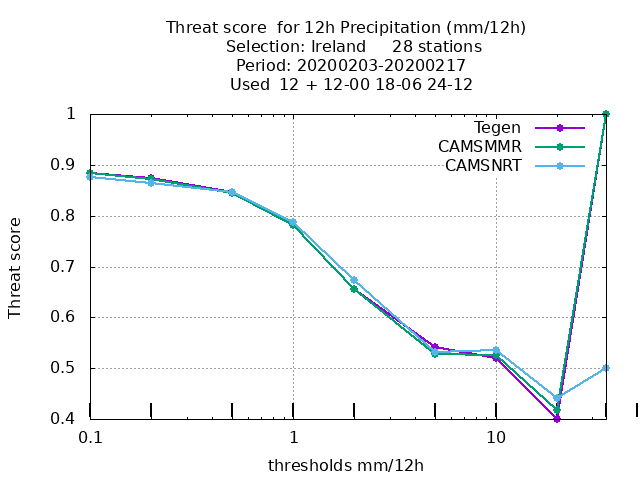 Threat score  for 12h Precipitation (mm/12h)
Selection: Ireland     28 stations
Period: 20200203-20200217
Used  12 + 12-00 18-06 24-12
Tegen
CAMSMMR
CAMSNRT
1
0.9
0.8
0.7
0.6
0.5
0.4
Threat score
0.1 1 10
thresholds mm/12h